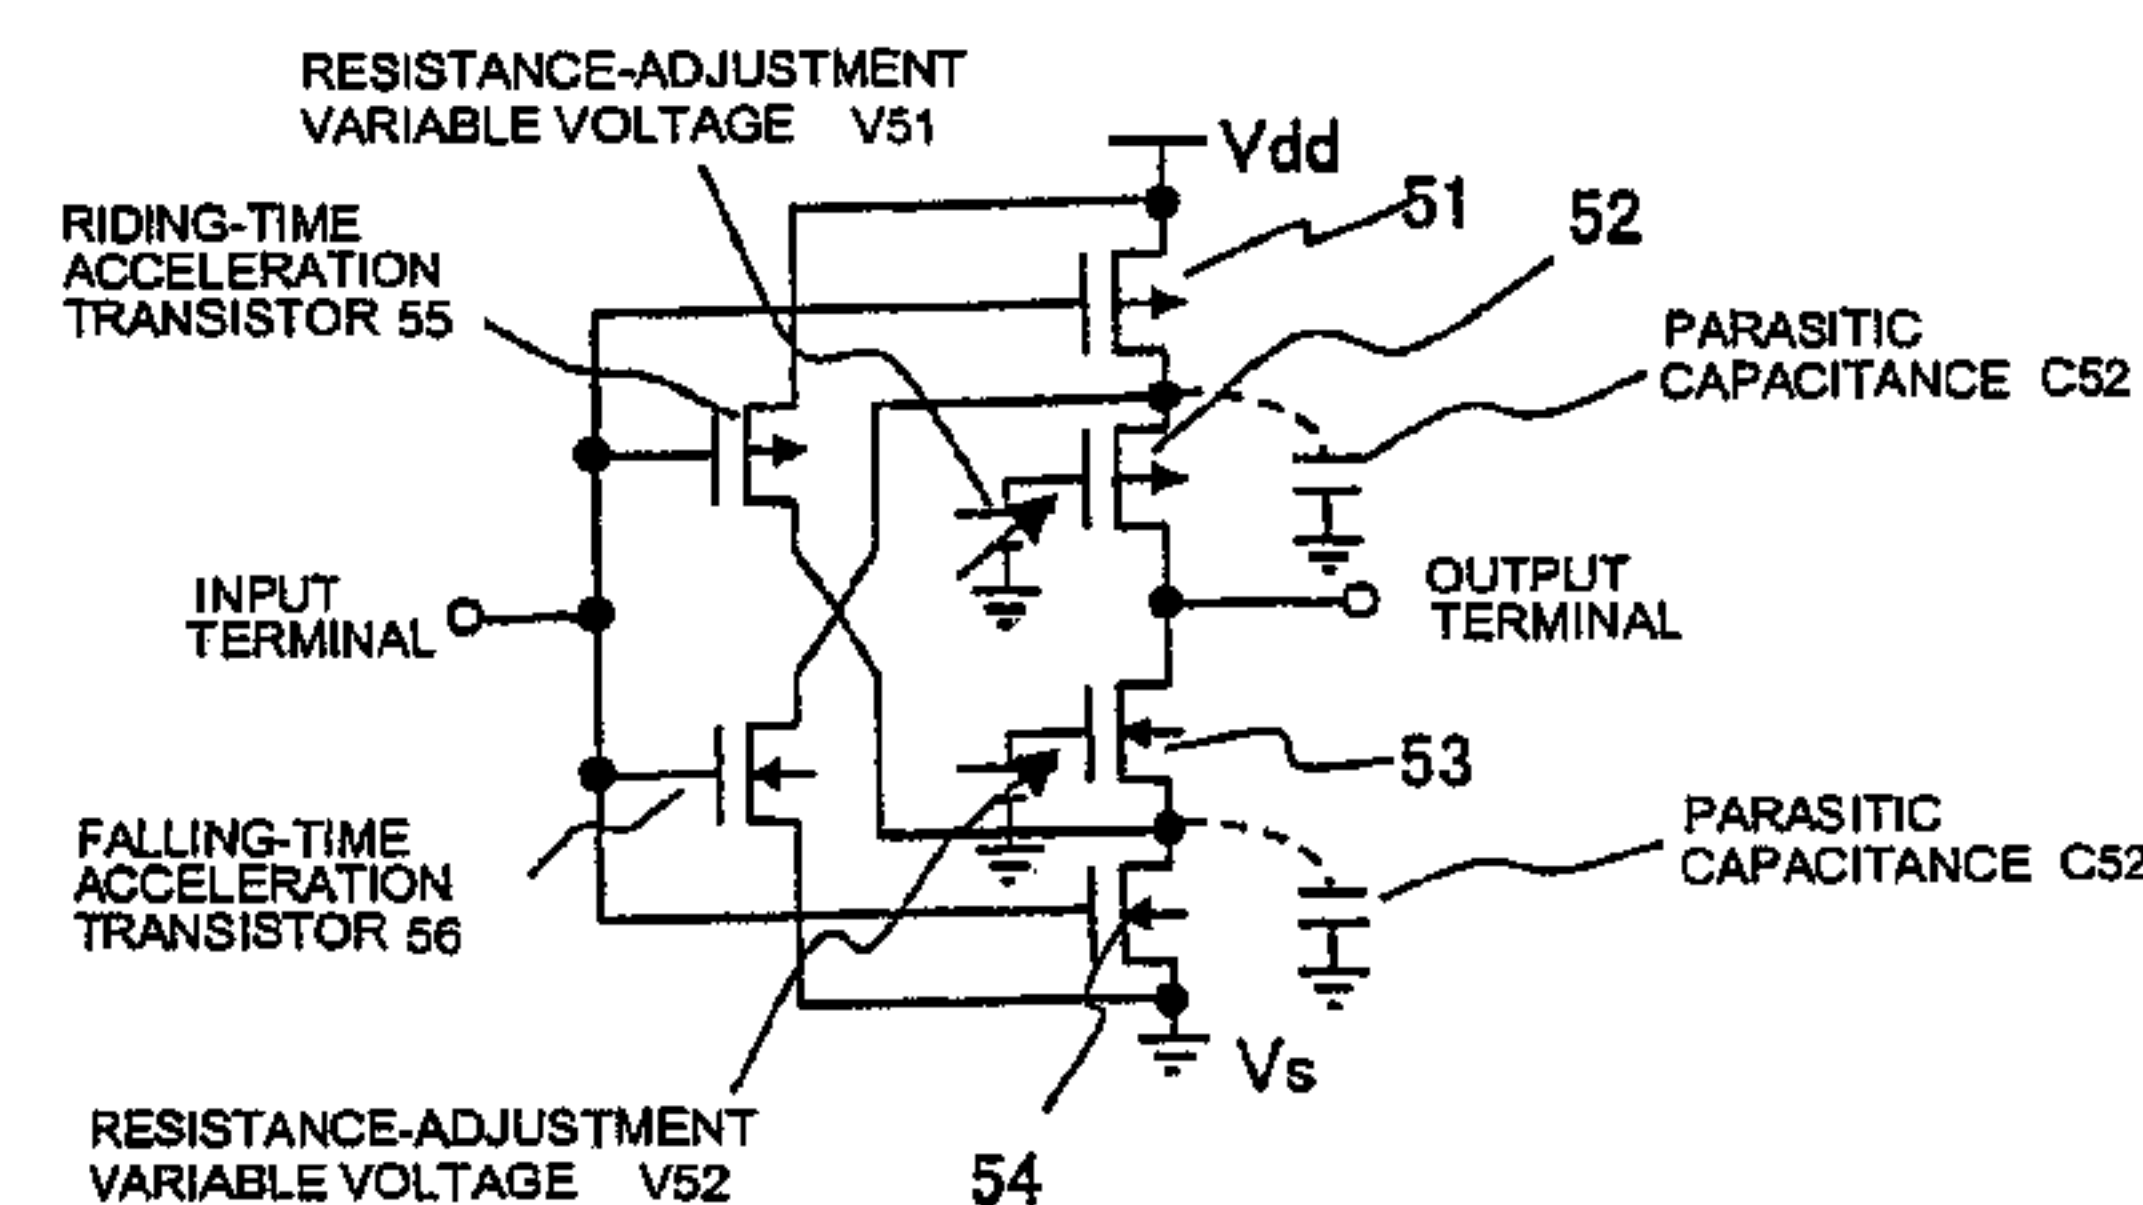 RESISTANCE-ADJUSTMENT
VARIABLE VOLTAGE V51
Vdd
51
52
RIDING-TIME
ACCELERATION
TRANSISTOR 55
PARASITIC
CAPACITANCE C52
INPUT
TERMINAL
OUTPUT
TERMINAL
53
FALLING-TIME
ACCELERATION
TRANSISTOR 56
PARASITIC
CAPACITANCE C52
Vs
RESISTANCE-ADJUSTMENT
VARIABLE VOLTAGE V52
54